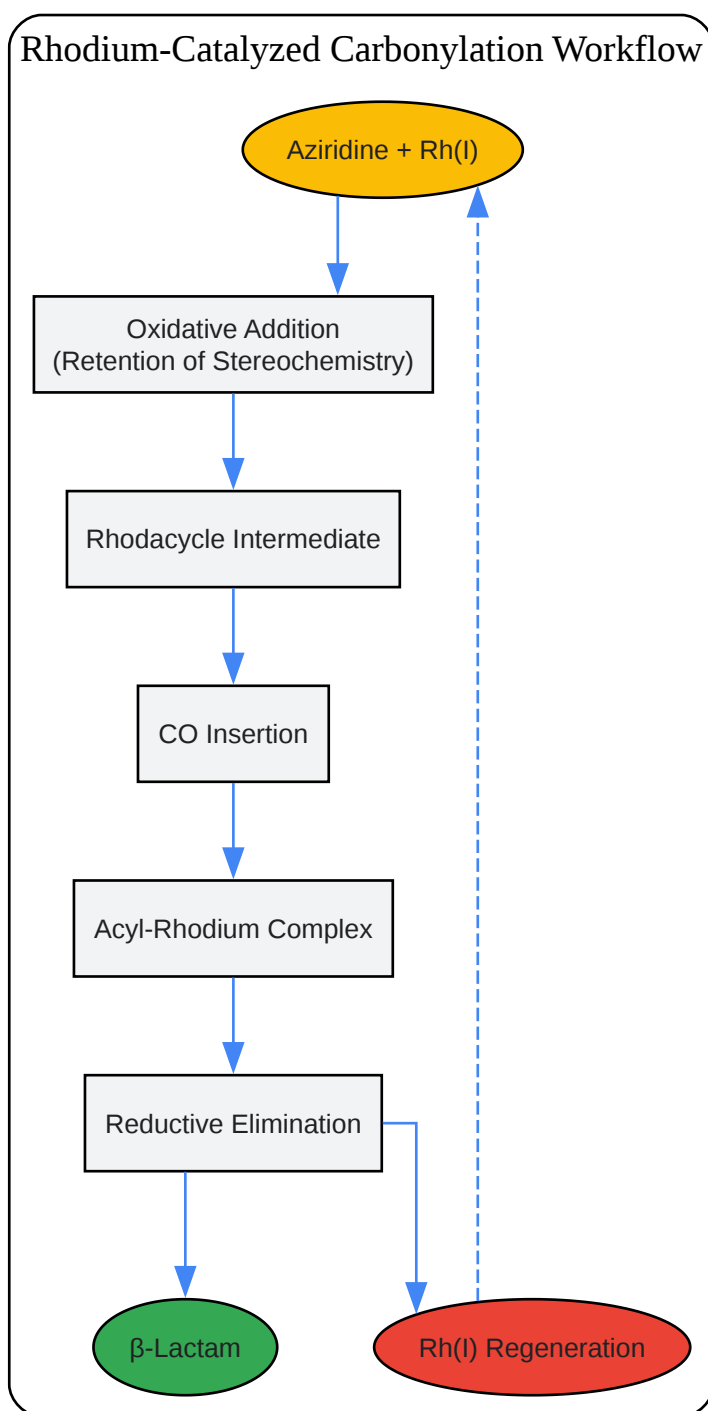 Rhodium-Catalyzed Carbonylation Workflow
Aziridine + Rh(I)
Oxidative Addition
(Retention of Stereochemistry)
Rhodacycle Intermediate
CO Insertion
Acyl-Rhodium Complex
Reductive Elimination
β-Lactam
Rh(I) Regeneration